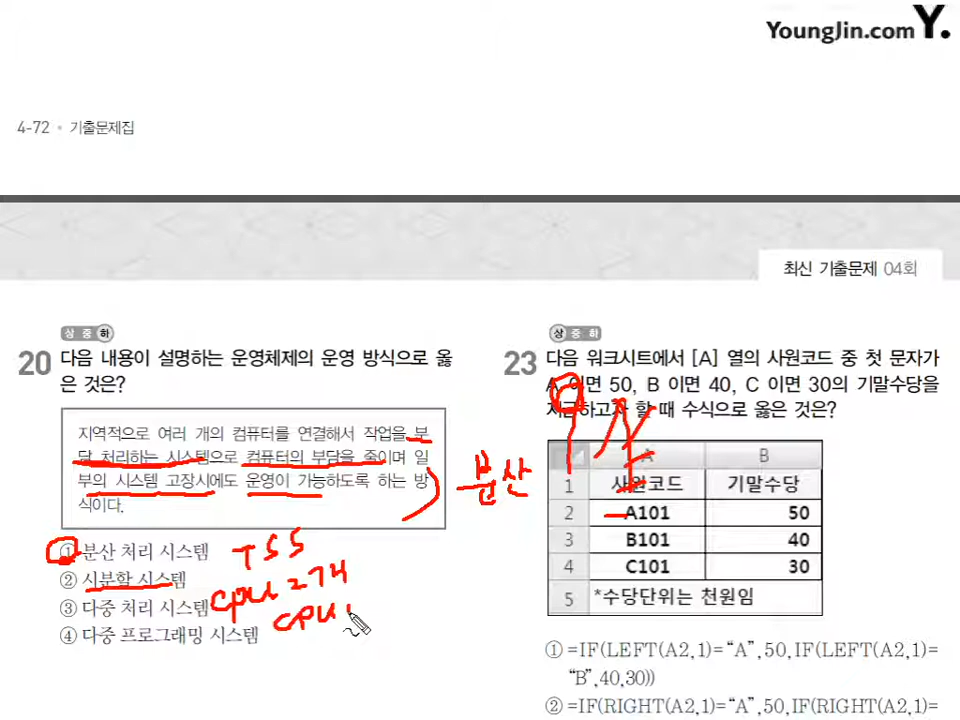 YoungJin.com Y.
4-72 • 기출문제집
최신 기출문제 04회
상 중 하
20 다음 내용이 설명하는 운영체제의 운영 방식으로 옳
은 것은?
지역적으로 여러 개의 컴퓨터를 연결해서 작업을 부
담 처리하는 시스템으로 컴퓨터의 부담을 줄이며 일
부의 시스템 고장시에도 운영이 가능하도록 하는 방
식이다.
분산
① 분산 처리 시스템 TSS
② 시분할 시스템
③ 다중 처리 시스템 CPU 2개
④ 다중 프로그래밍 시스템 CPU 1
상 중 하
23 다음 워크시트에서 [A] 열의 사원코드 중 첫 문자가
A 이면 50, B 이면 40, C 이면 30의 기말수당을
지급하고자 할 때 수식으로 옳은 것은?
A B
1 사원코드 기말수당
2 A101 50
3 B101 40
4 C101 30
5 *수당단위는 천원임
① =IF(LEFT(A2,1)=“A”,50,IF(LEFT(A2,1)=
“B”,40,30))
② =IF(RIGHT(A2,1)=“A”,50,IF(RIGHT(A2,1)=